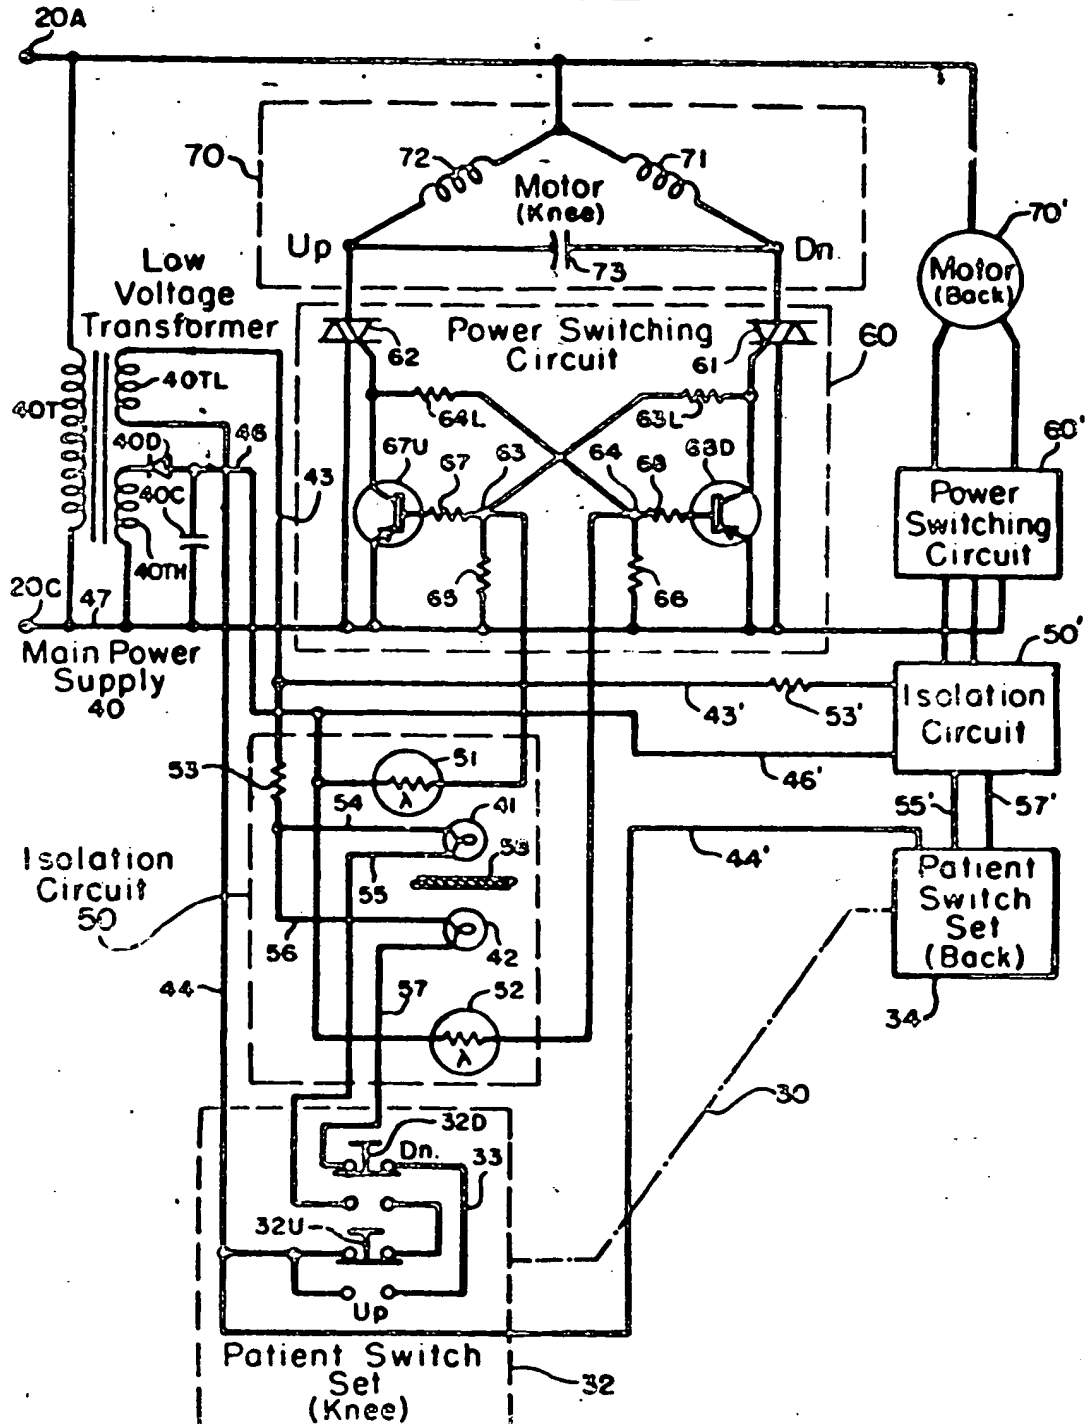 20A
70
72
71
Motor
(Knee)
Up
Dn.
73
70'
Motor
(Back)
Low
Voltage
Transformer
Power Switching
Circuit
62
61
60
40TL
40T
64L
63L
40D
46
67U
67
63
64
68
68D
60'
43
40C
Power
Switching
Circuit
40TH
65
66
20C
47
Main Power
Supply
40
50'
Isolation
Circuit
43'
53'
46'
53
51
λ
54
41
55'
57'
44'
Isolation
Circuit
50
55
58
Patient
Switch
Set
(Back)
56
42
44
57
52
λ
34
30
32D
Dn.
33
32U
Up
Patient Switch
Set
(Knee)
32